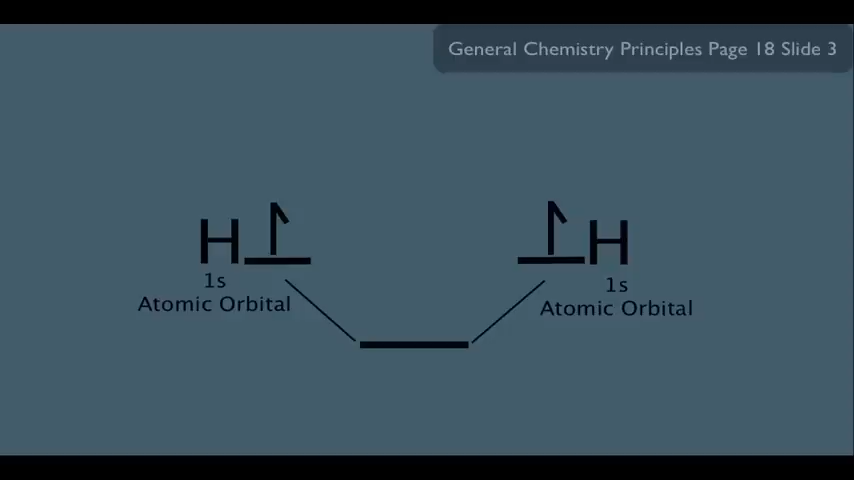 General Chemistry Principles Page 18 Slide 3
H
H
1s
Atomic Orbital
1s
Atomic Orbital